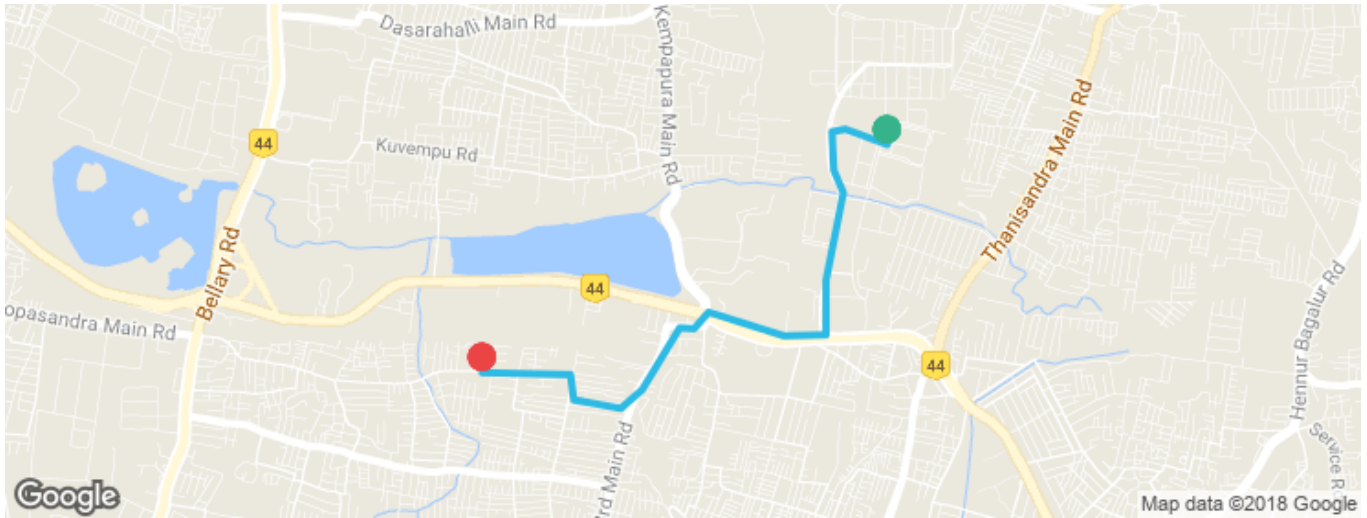 Dasarahalli Main Rd
Kempapura Main Rd
Thanisandra Main Rd
44
Kuvempu Rd
Bellary Rd
44
opasandra Main Rd
44
Hennur Bagalur Rd
3rd Main Rd
Service Rd
Google
Map data ©2018 Google